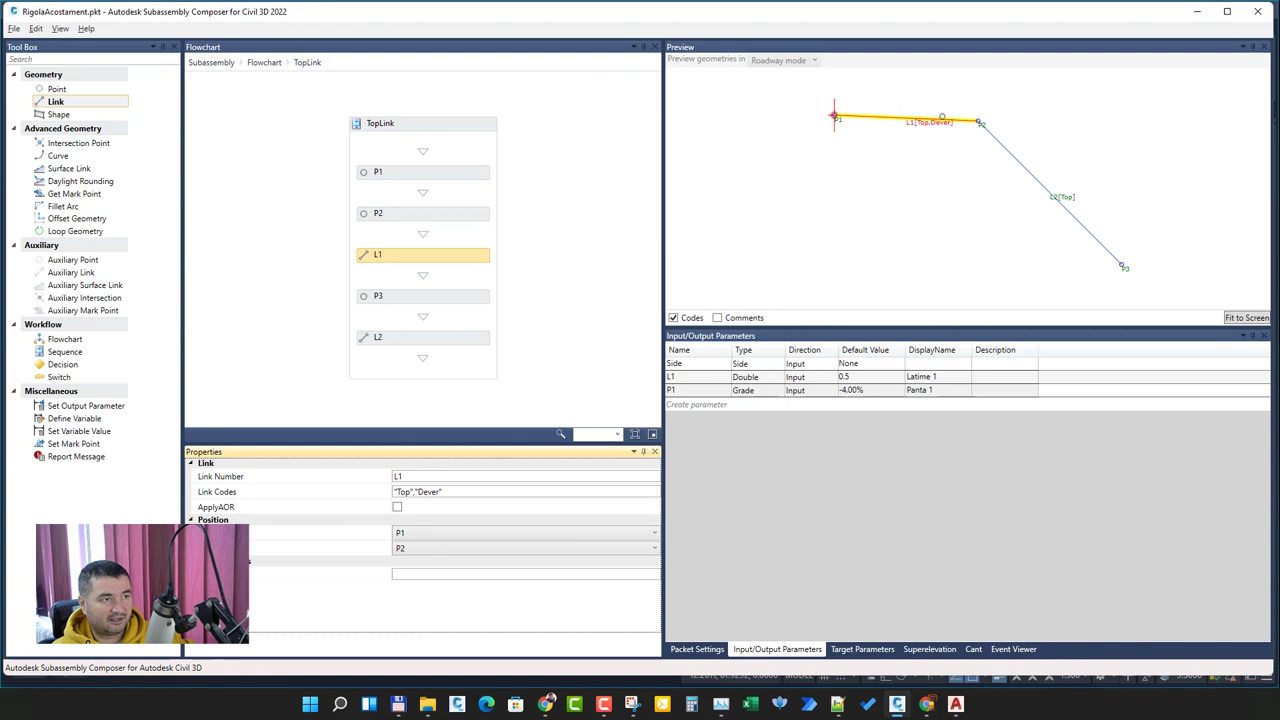 RigolaAcostament.pkt - Autodesk Subassembly Composer for Civil 3D 2022
File Edit View Help
Tool Box
Search
Geometry
Point
Link
Shape
Advanced Geometry
Intersection Point
Curve
Surface Link
Daylight Rounding
Get Mark Point
Fillet Arc
Offset Geometry
Loop Geometry
Auxiliary
Auxiliary Point
Auxiliary Link
Auxiliary Surface Link
Auxiliary Intersection
Auxiliary Mark Point
Workflow
Flowchart
Sequence
Decision
Switch
Miscellaneous
Set Output Parameter
Define Variable
Set Variable Value
Set Mark Point
Report Message
Flowchart
Subassembly Flowchart TopLink
TopLink
P1
P2
L1
P3
L2
Properties
Link
Link Number L1
Link Codes "Top","Dever"
ApplyAOR
Position
P1
P2
Preview
Preview geometries in Roadway mode
P1
L1[Top,Dever]
P2
L2[Top]
P3
Codes Comments Fit to Screen
Input/Output Parameters
Name Type Direction Default Value DisplayName Description
Side Side Input None
L1 Double Input 0.5 Latime 1
P1 Grade Input -4.00% Panta 1
Create parameter
Packet Settings Input/Output Parameters Target Parameters Superelevation Cant Event Viewer
Autodesk Subassembly Composer for Autodesk Civil 3D